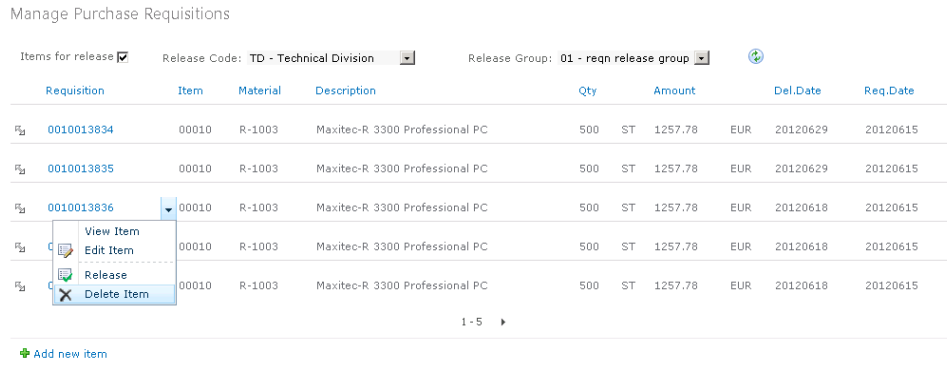 Manage Purchase Requisitions
Items for release Release Code: TD - Technical Division Release Group: 01 - reqn release group
Requisition Item Material Description Qty Amount Del.Date Req.Date
0010013834 00010 R-1003 Maxitec-R 3300 Professional PC 500 ST 1257.78 EUR 20120629 20120615
0010013835 00010 R-1003 Maxitec-R 3300 Professional PC 500 ST 1257.78 EUR 20120629 20120615
0010013836 00010 R-1003 Maxitec-R 3300 Professional PC 500 ST 1257.78 EUR 20120618 20120615
View Item
00010 R-1003 Maxitec-R 3300 Professional PC 500 ST 1257.78 EUR 20120618 20120615
Edit Item
Release
00010 R-1003 Maxitec-R 3300 Professional PC 500 ST 1257.78 EUR 20120618 20120615
Delete Item
1 - 5
Add new item